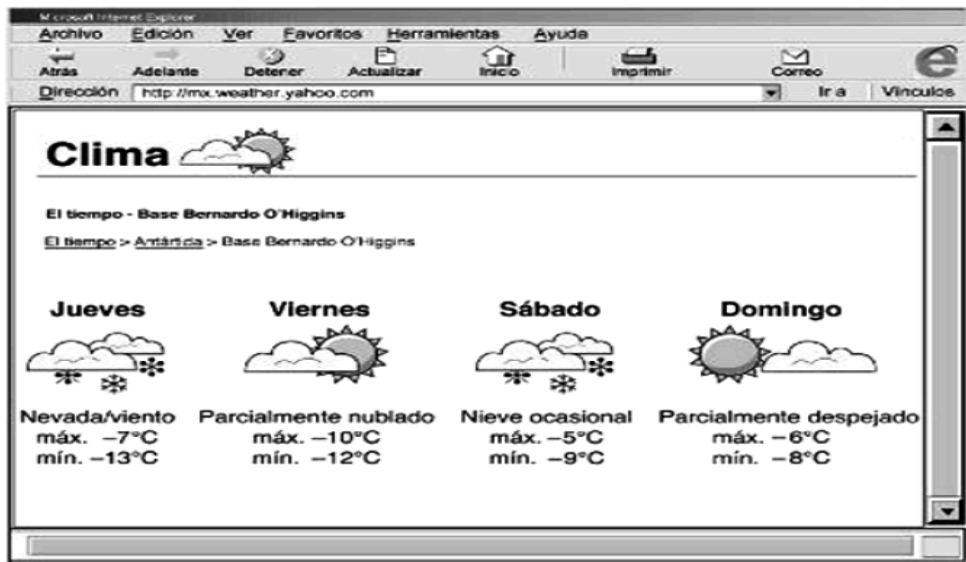 Microsoft Internet Explorer
Archivo Edición Ver Favoritos Herramientas Ayuda
Atrás Adelante Detener Actualizar Inicio Imprimir Correo
Dirección http://mx.weather.yahoo.com Ir a Vinculos
Clima
El tiempo - Base Bernardo O'Higgins
El tiempo > Antártida > Base Bernardo O'Higgins
Jueves Viernes Sábado Domingo
Nevada/viento Parcialmente nublado Nieve ocasional Parcialmente despejado
máx. –7°C máx. –10°C máx. –5°C máx. –6°C
mín. –13°C mín. –12°C mín. –9°C mín. –8°C